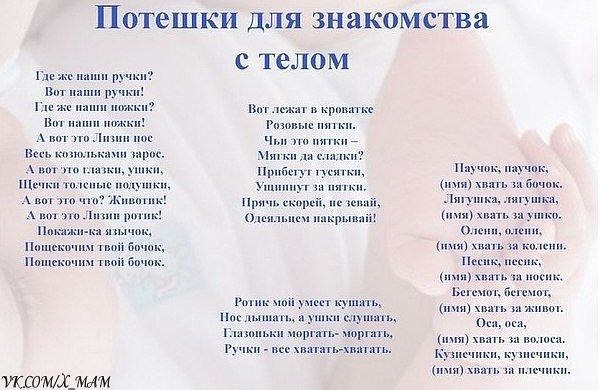 Потешки для знакомства
с телом
Где же наши ручки?
Вот наши ручки!
Где же наши ножки?
Вот наши ножки!
А вот это Лизин нос
Весь козюльками зарос.
А вот это глазки, ушки,
Щечки толсные подушки,
А вот это что? Животик!
А вот это Лизин ротик!
Покажи-ка язычок,
Пощекочим твой бочок,
Пощекочим твой бочок.
Вот лежат в кроватке
Розовые пятки.
Чьи это пятки –
Мягки да сладки?
Прибегут гусятки,
Ущипнут за пятки.
Прячь скорей, не зевай,
Одеяльцем накрывай!
Ротик мой умеет кушать,
Нос дышать, а ушки слушать,
Глазоньки моргать- моргать,
Ручки - все хватать-хватать.
Паучок, паучок,
(имя) хвать за бочок.
Лягушка, лягушка,
(имя) хвать за ушко.
Олени, олени,
(имя) хвать за колени.
Песик, песик,
(имя) хвать за носик.
Бегемот, бегемот,
(имя) хвать за живот.
Оса, оса,
(имя) хвать за волоса.
Кузнечики, кузнечики,
(имя) хвать за плечики.
VK.COM/X_MAM